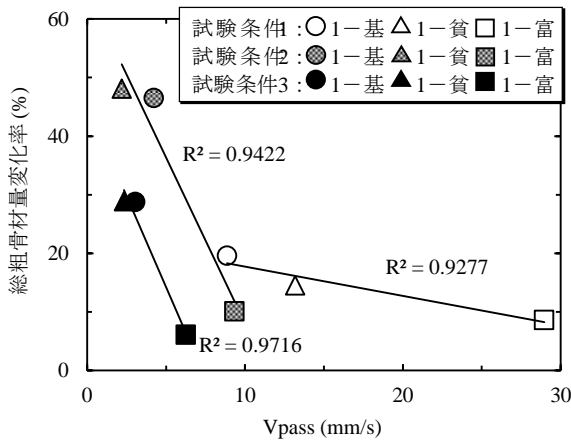 試験条件1：1－基 1－貧 1－富
試験条件2：1－基 1－貧 1－富
試験条件3：1－基 1－貧 1－富
60
40
20
0
総粗骨材量変化率 (%)
R² = 0.9422
R² = 0.9277
R² = 0.9716
0 10 20 30
Vpass (mm/s)